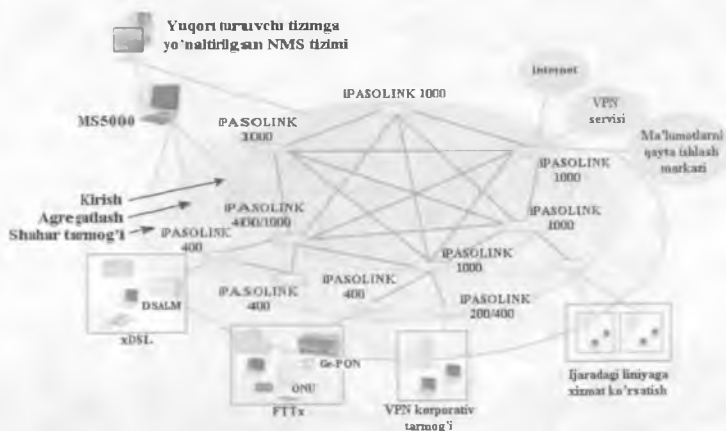 Yuqori turuvchi tizimga
yo'naltirilgan NMS tizimi
MS5000
iPASOLINK 1000
iPASOLINK
1000
internet
VPN
servisi
Ma'lumotlarni
qayta ishlash
markazi
iPASOLINK
1000
iPASOLINK
1000
Kirish
Agregatlash
Shahar tarmog'i
iPASOLINK
400/1000
iPASOLINK
400
iPASOLINK
400
iPASOLINK
400
iPASOLINK
1000
iPASOLINK
200/400
DSALM
xDSL
Ge-PON
ONU
FTTx
VPN korporativ
tarmog'i
Ijaradagi liniyaga
xizmat ko'rsatish